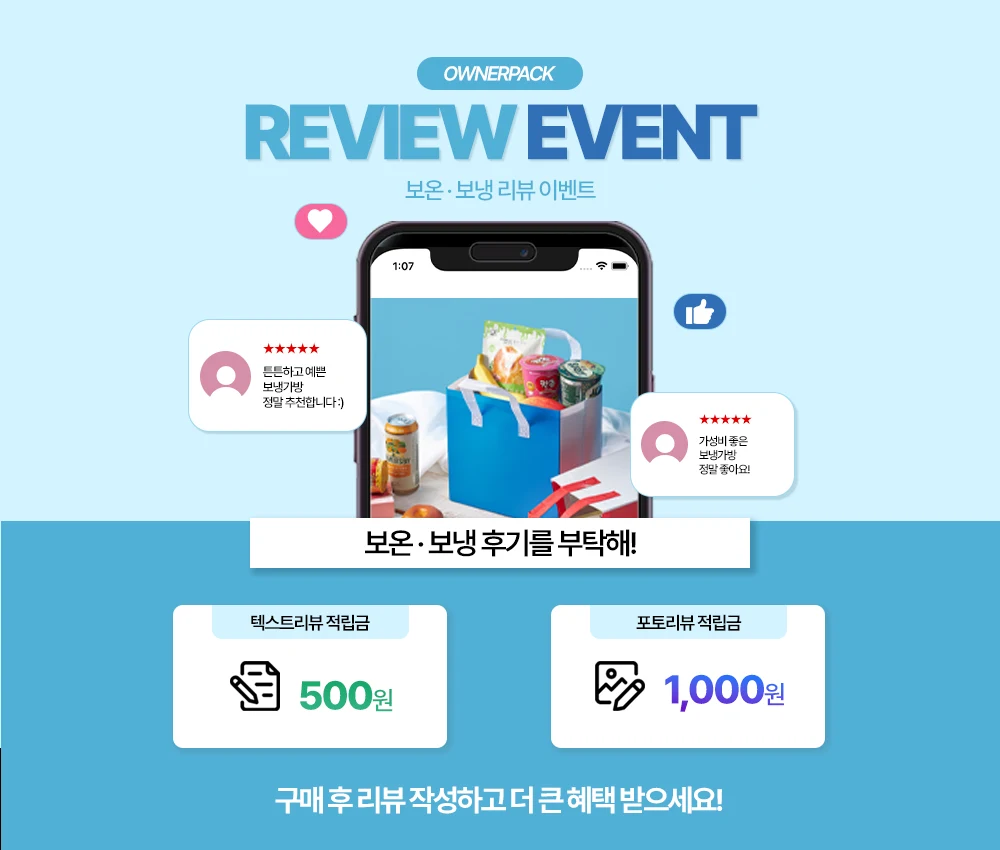 OWNERPACK
REVIEW EVENT
보온 · 보냉 리뷰 이벤트
1:07
★★★★★
튼튼하고 예쁜
보냉가방
정말 추천합니다 :)
★★★★★
가성비 좋은
보냉가방
정말 좋아요!
보온 · 보냉 후기를 부탁해!
텍스트리뷰 적립금
500원
포토리뷰 적립금
1,000원
구매 후 리뷰 작성하고 더 큰 혜택 받으세요!